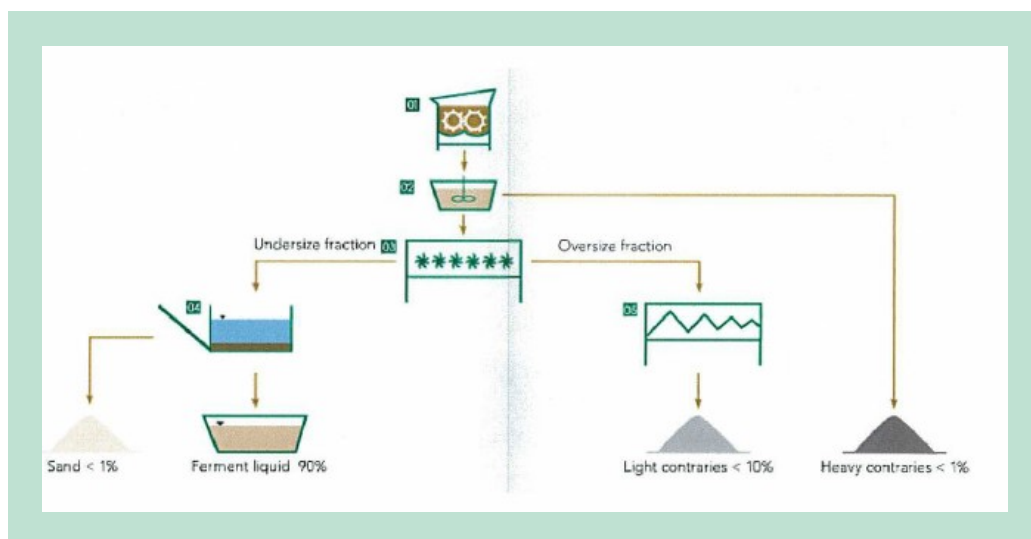 01
02
Undersize fraction 03 Oversize fraction
04
05
Sand < 1%
Ferment liquid 90%
Light contraries < 10%
Heavy contraries < 1%